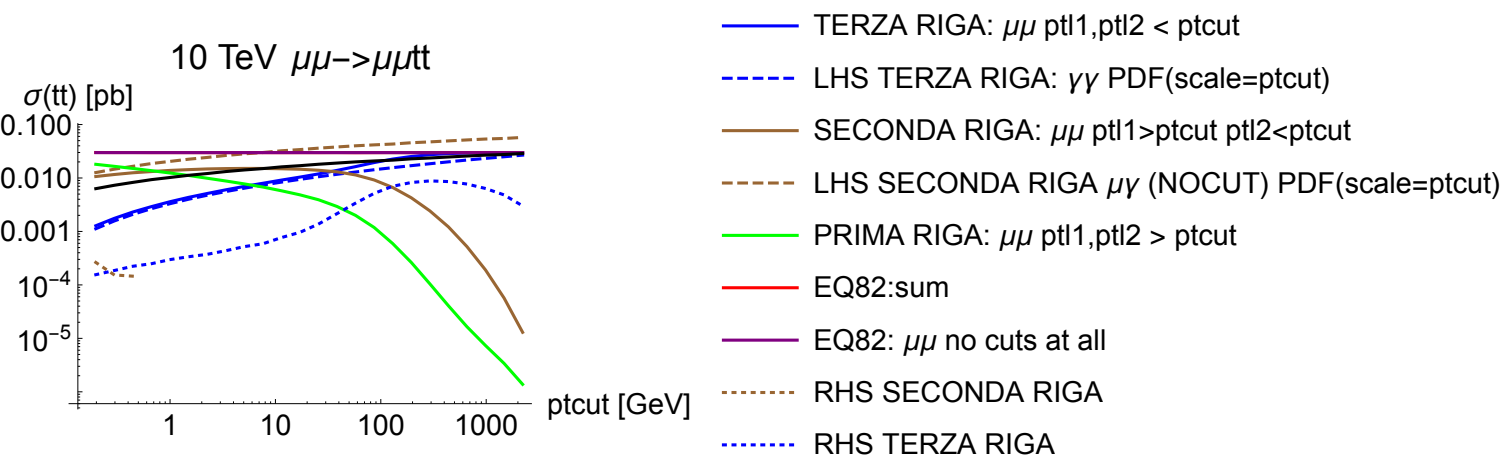 10 TeV μμ−>μμtt
σ(tt) [pb]
0.100
0.010
0.001
10⁻⁴
10⁻⁵
1
10
100
1000
ptcut [GeV]
TERZA RIGA: μμ ptl1,ptl2 < ptcut
LHS TERZA RIGA: γγ PDF(scale=ptcut)
SECONDA RIGA: μμ ptl1>ptcut ptl2<ptcut
LHS SECONDA RIGA μγ (NOCUT) PDF(scale=ptcut)
PRIMA RIGA: μμ ptl1,ptl2 > ptcut
EQ82:sum
EQ82: μμ no cuts at all
RHS SECONDA RIGA
RHS TERZA RIGA